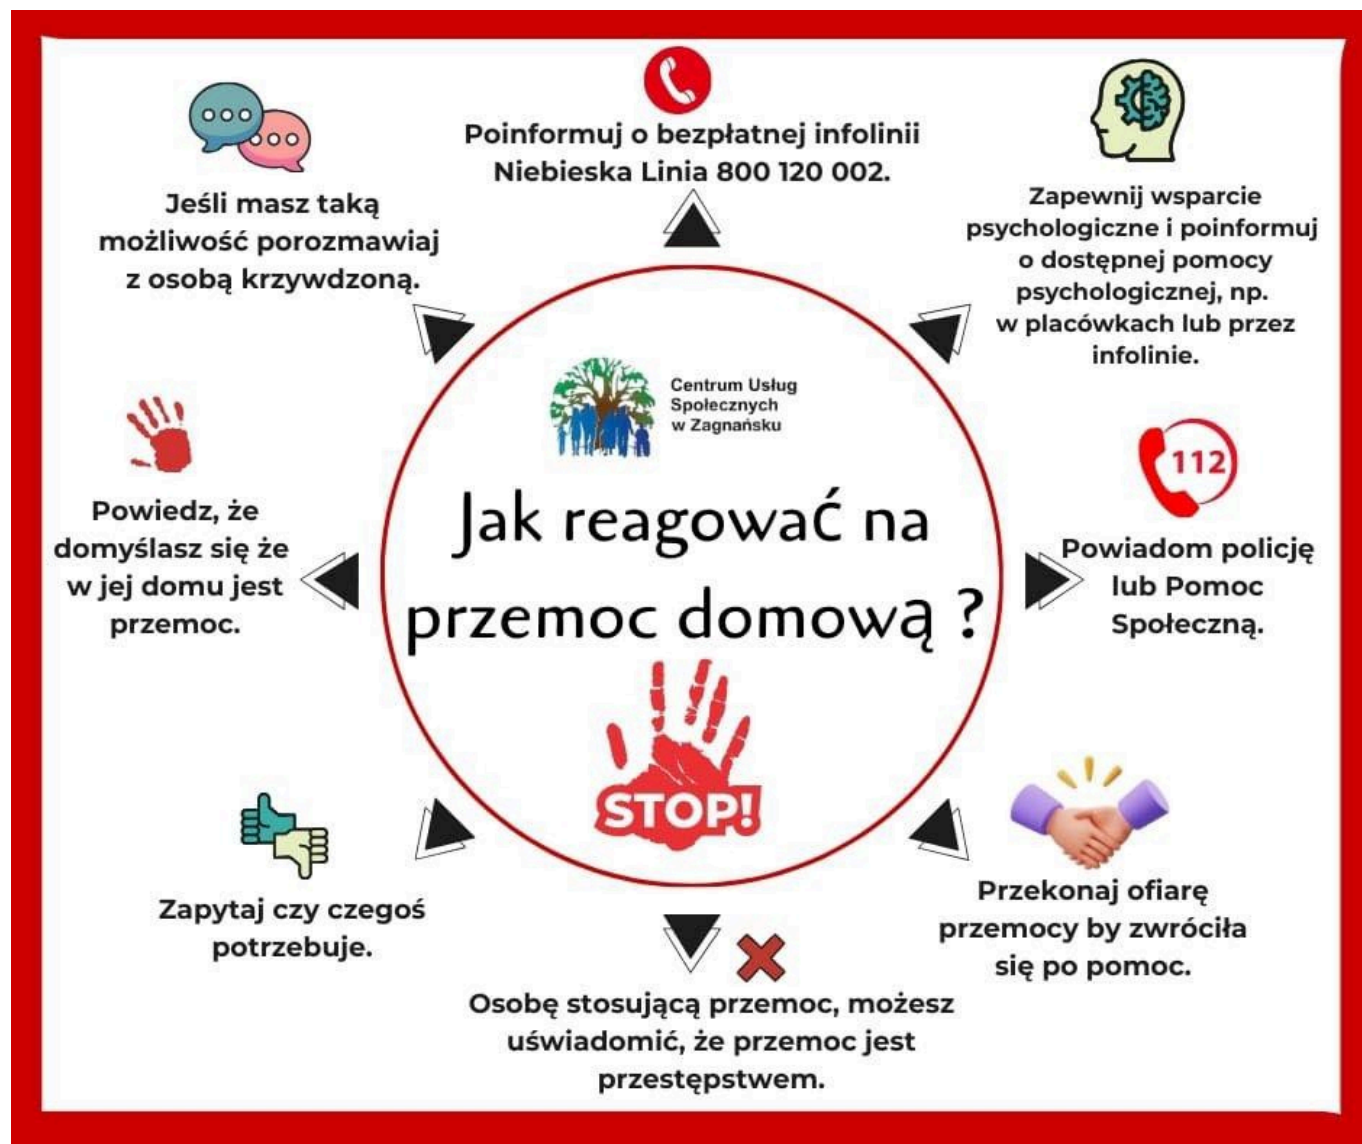 Poinformuj o bezpłatnej infolinii
Niebieska Linia 800 120 002.
Jeśli masz taką
możliwość porozmawiaj
z osobą krzywdzoną.
Zapewnij wsparcie
psychologiczne i poinformuj
o dostępnej pomocy
psychologicznej, np.
w placówkach lub przez
infolinie.
Centrum Usług
Społecznych
w Zagnańsku
Jak reagować na
przemoc domową ?
STOP!
Powiedz, że
domyślasz się że
w jej domu jest
przemoc.
112
Powiadom policję
lub Pomoc
Społeczną.
Zapytaj czy czegoś
potrzebuje.
Przekonaj ofiarę
przemocy by zwróciła
się po pomoc.
Osobę stosującą przemoc, możesz
uświadomić, że przemoc jest
przestępstwem.